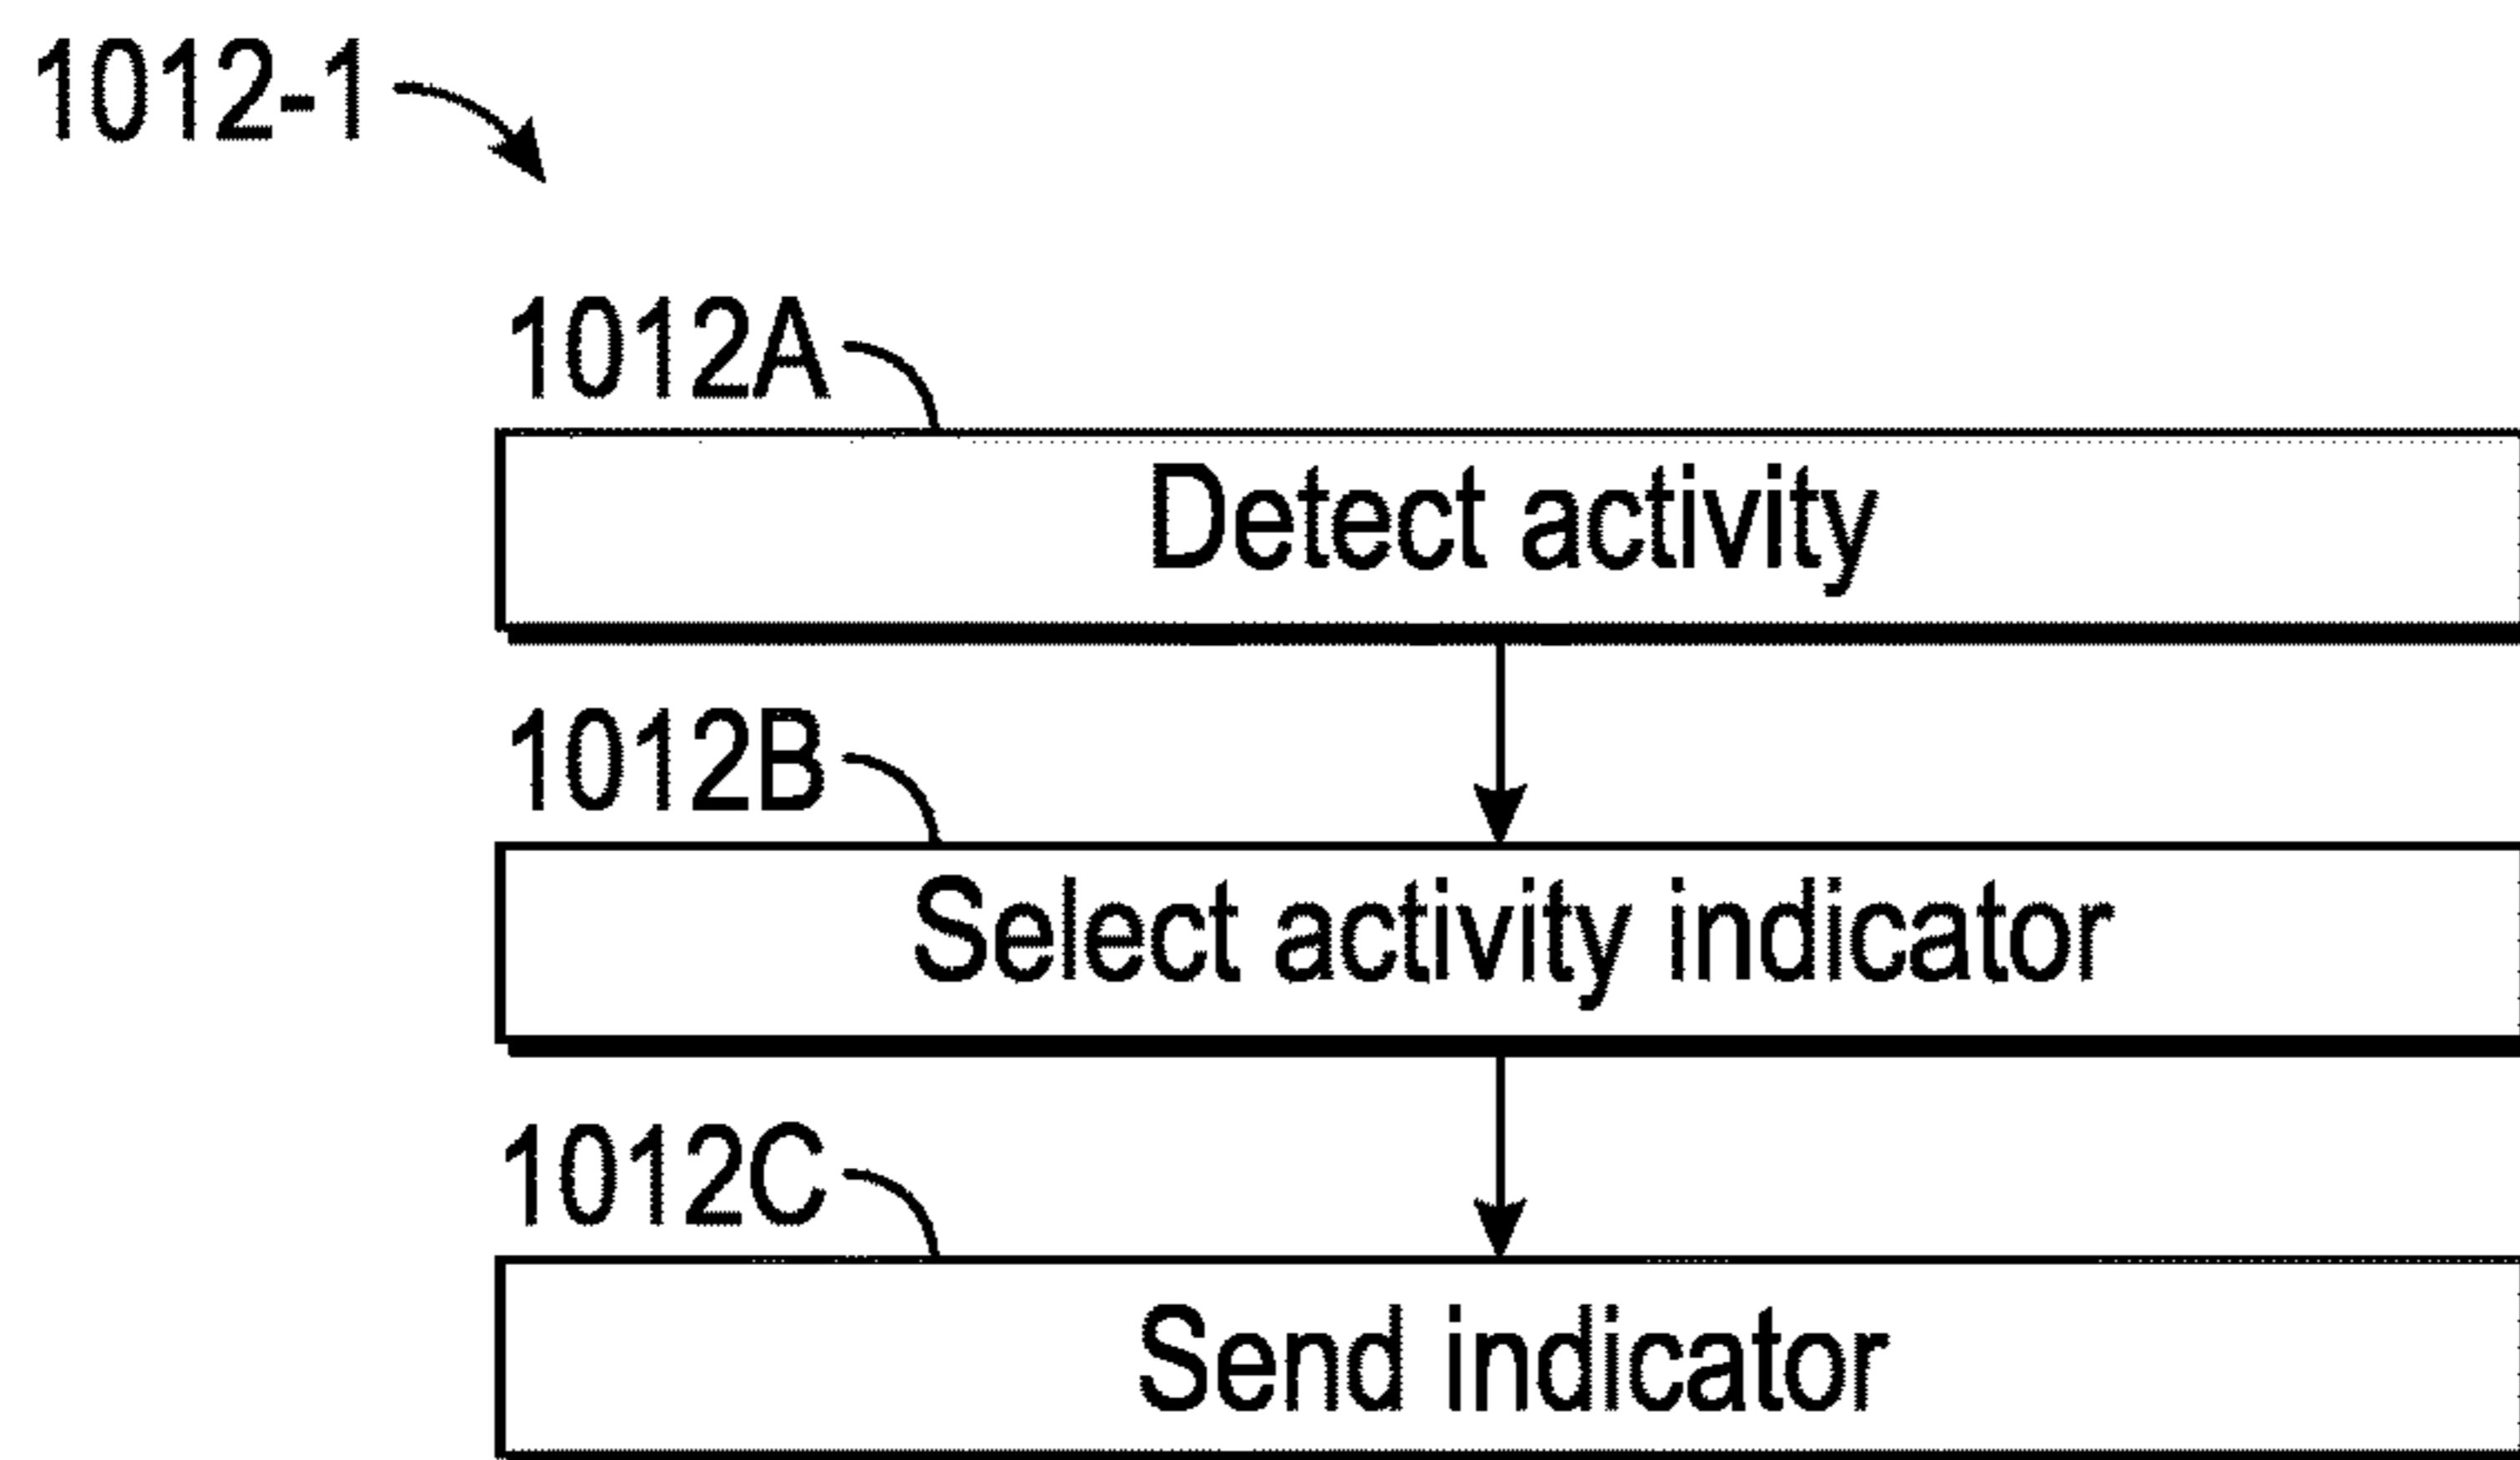 1012-1
1012A
Detect activity
1012B
Select activity indicator
1012C
Send indicator